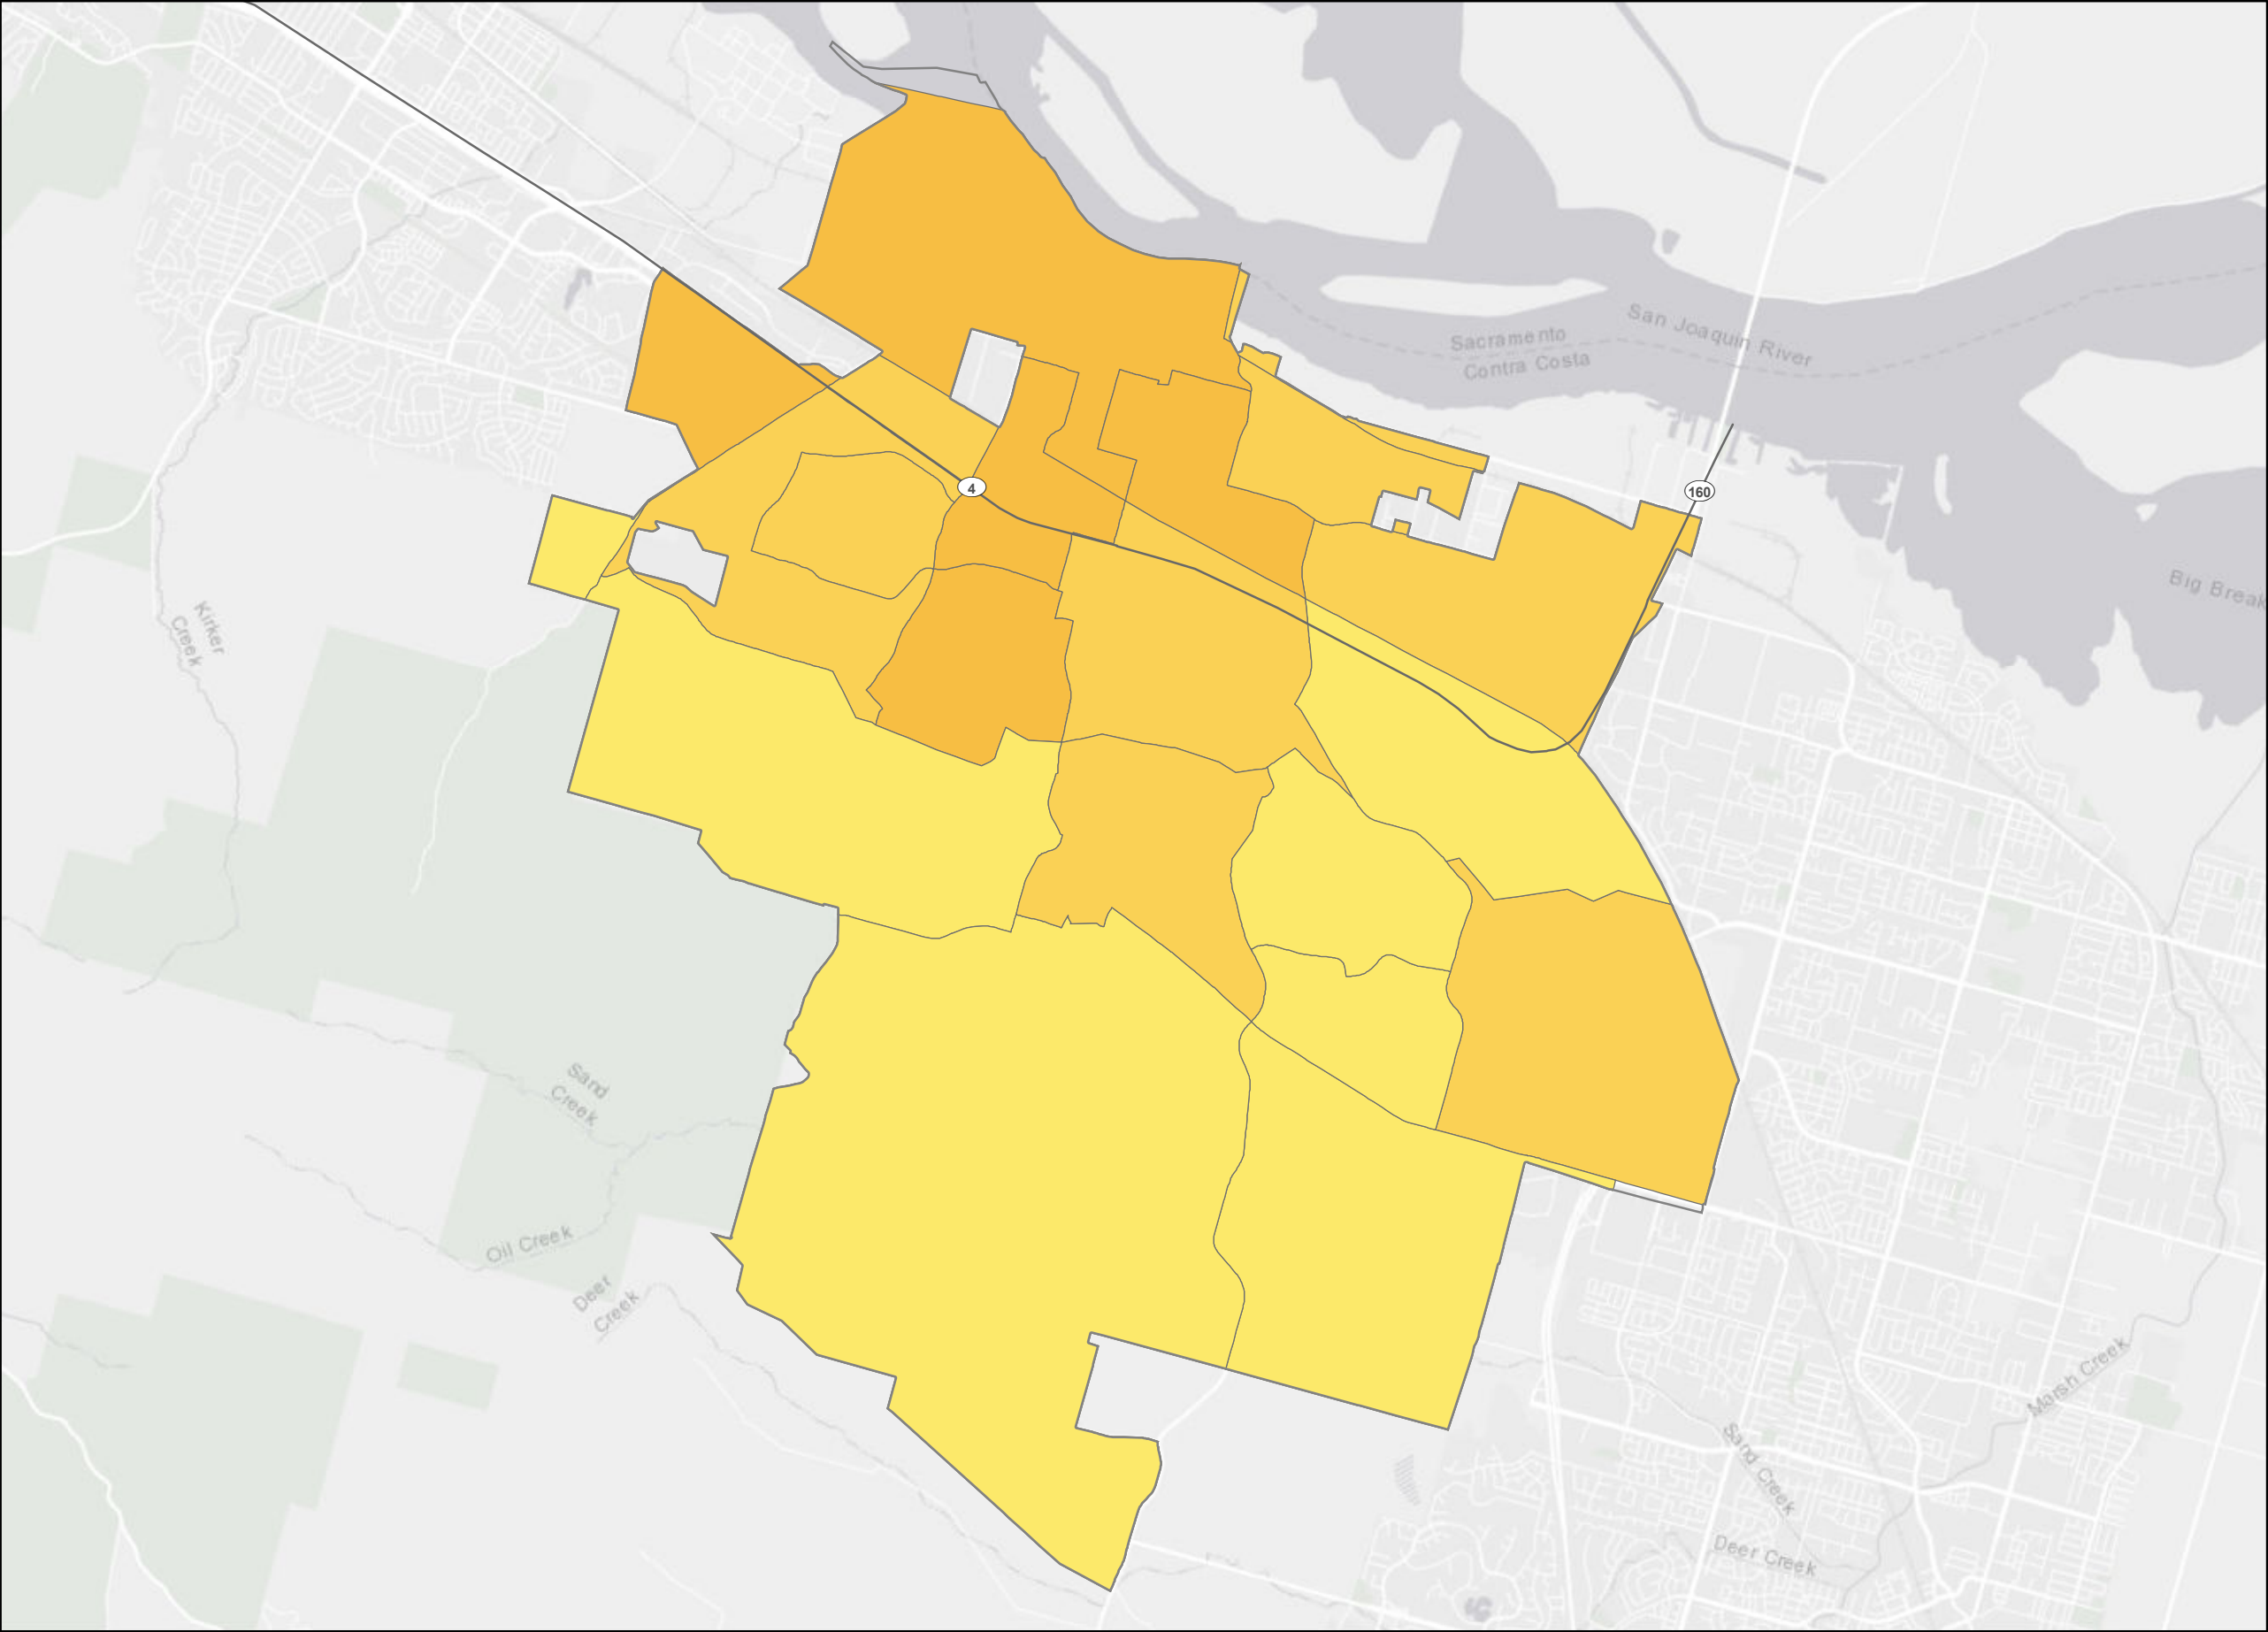 San Joaquin River
Sacramento
Contra Costa
4
160
Big Break
Kirker
Creek
Sand
Creek
Oil Creek
Deer
Creek
Marsh Creek
Sand Creek
Deer Creek